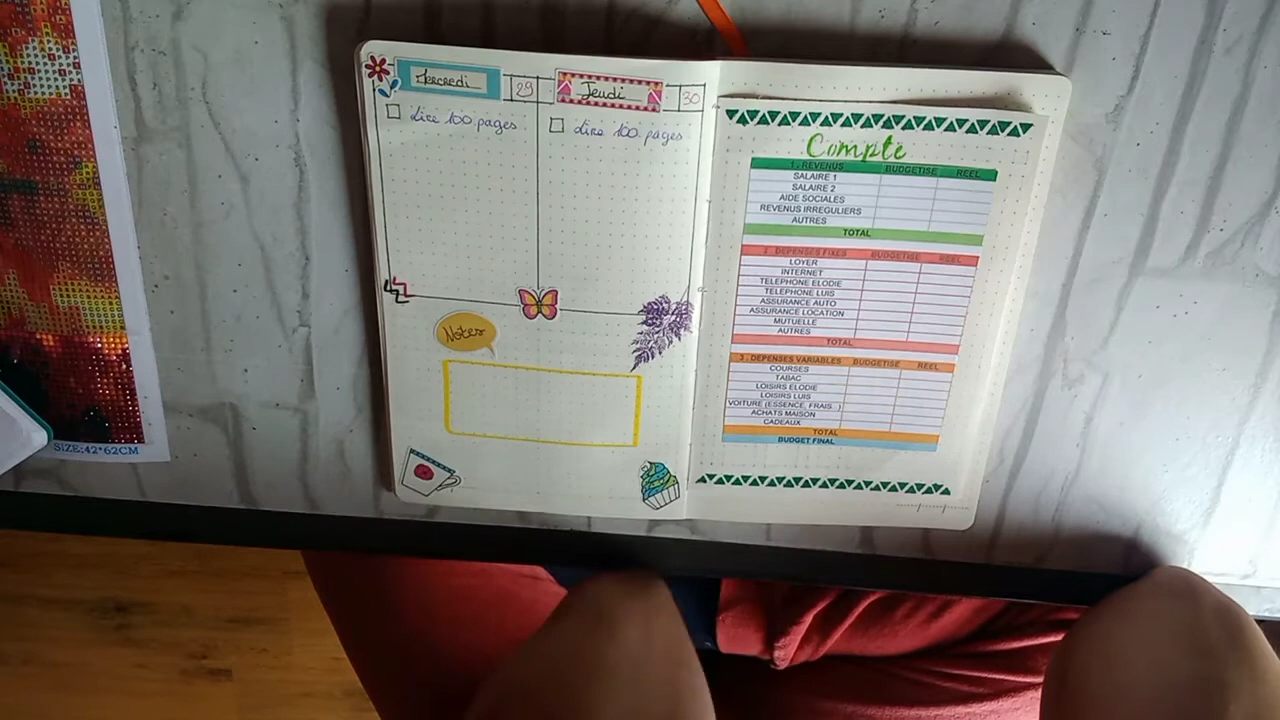 Mercredi 29
Jeudi 30
Lire 100 pages
Lire 100 pages
Notes
Compte
1. REVENUS BUDGETISE REEL
SALAIRE 1
SALAIRE 2
AIDE SOCIALES
REVENUS IRREGULIERS
AUTRES
TOTAL
2. DEPENSES FIXES BUDGETISE REEL
LOYER
INTERNET
TELEPHONE ELODIE
TELEPHONE LUIS
ASSURANCE AUTO
ASSURANCE LOCATION
MUTUELLE
AUTRES
TOTAL
3. DEPENSES VARIABLES BUDGETISE REEL
COURSES
TABAC
LOISIRS ELODIE
LOISIRS LUIS
VOITURE (ESSENCE, FRAIS...)
ACHATS MAISON
CADEAUX
TOTAL
BUDGET FINAL
SIZE:42*62CM